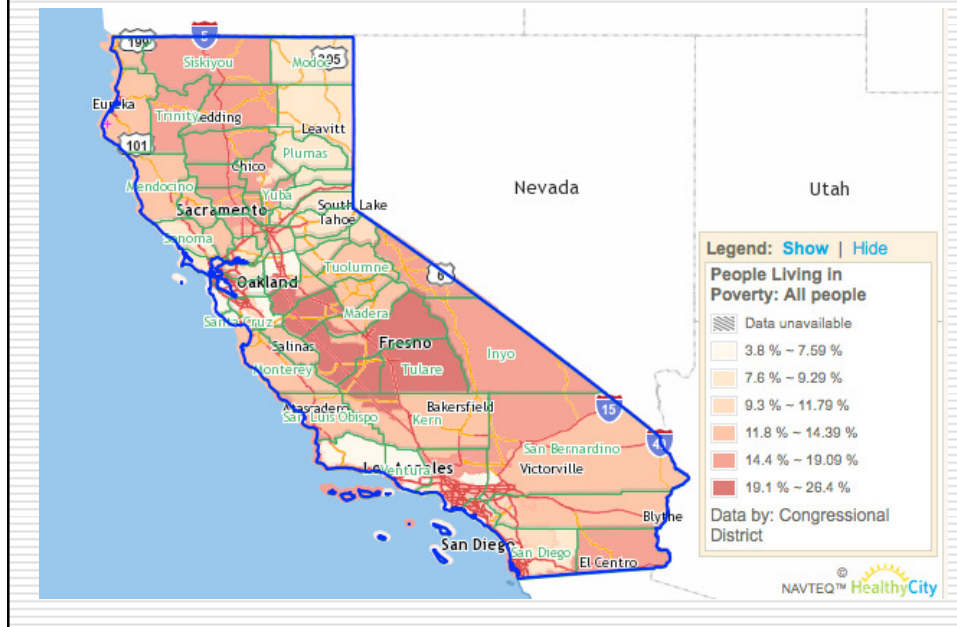 199
5
395
Siskiyou
Modoc
Eureka
Trinity
Redding
Leavitt
101
Plumas
Chico
Mendocino
Yuba
Nevada
Utah
Sacramento
South Lake
Tahoe
Sonoma
6
Oakland
Tuolumne
Santa Cruz
Madera
Salinas
Fresno
Inyo
Monterey
Tulare
Atascadero
Bakersfield
15
San Luis Obispo
Kern
40
San Bernardino
Los Angeles
Ventura
Victorville
Blythe
San Diego
San Diego
El Centro
Legend: Show | Hide
People Living in
Poverty: All people
Data unavailable
3.8 % ~ 7.59 %
7.6 % ~ 9.29 %
9.3 % ~ 11.79 %
11.8 % ~ 14.39 %
14.4 % ~ 19.09 %
19.1 % ~ 26.4 %
Data by: Congressional
District
©
NAVTEQ™ HealthyCity